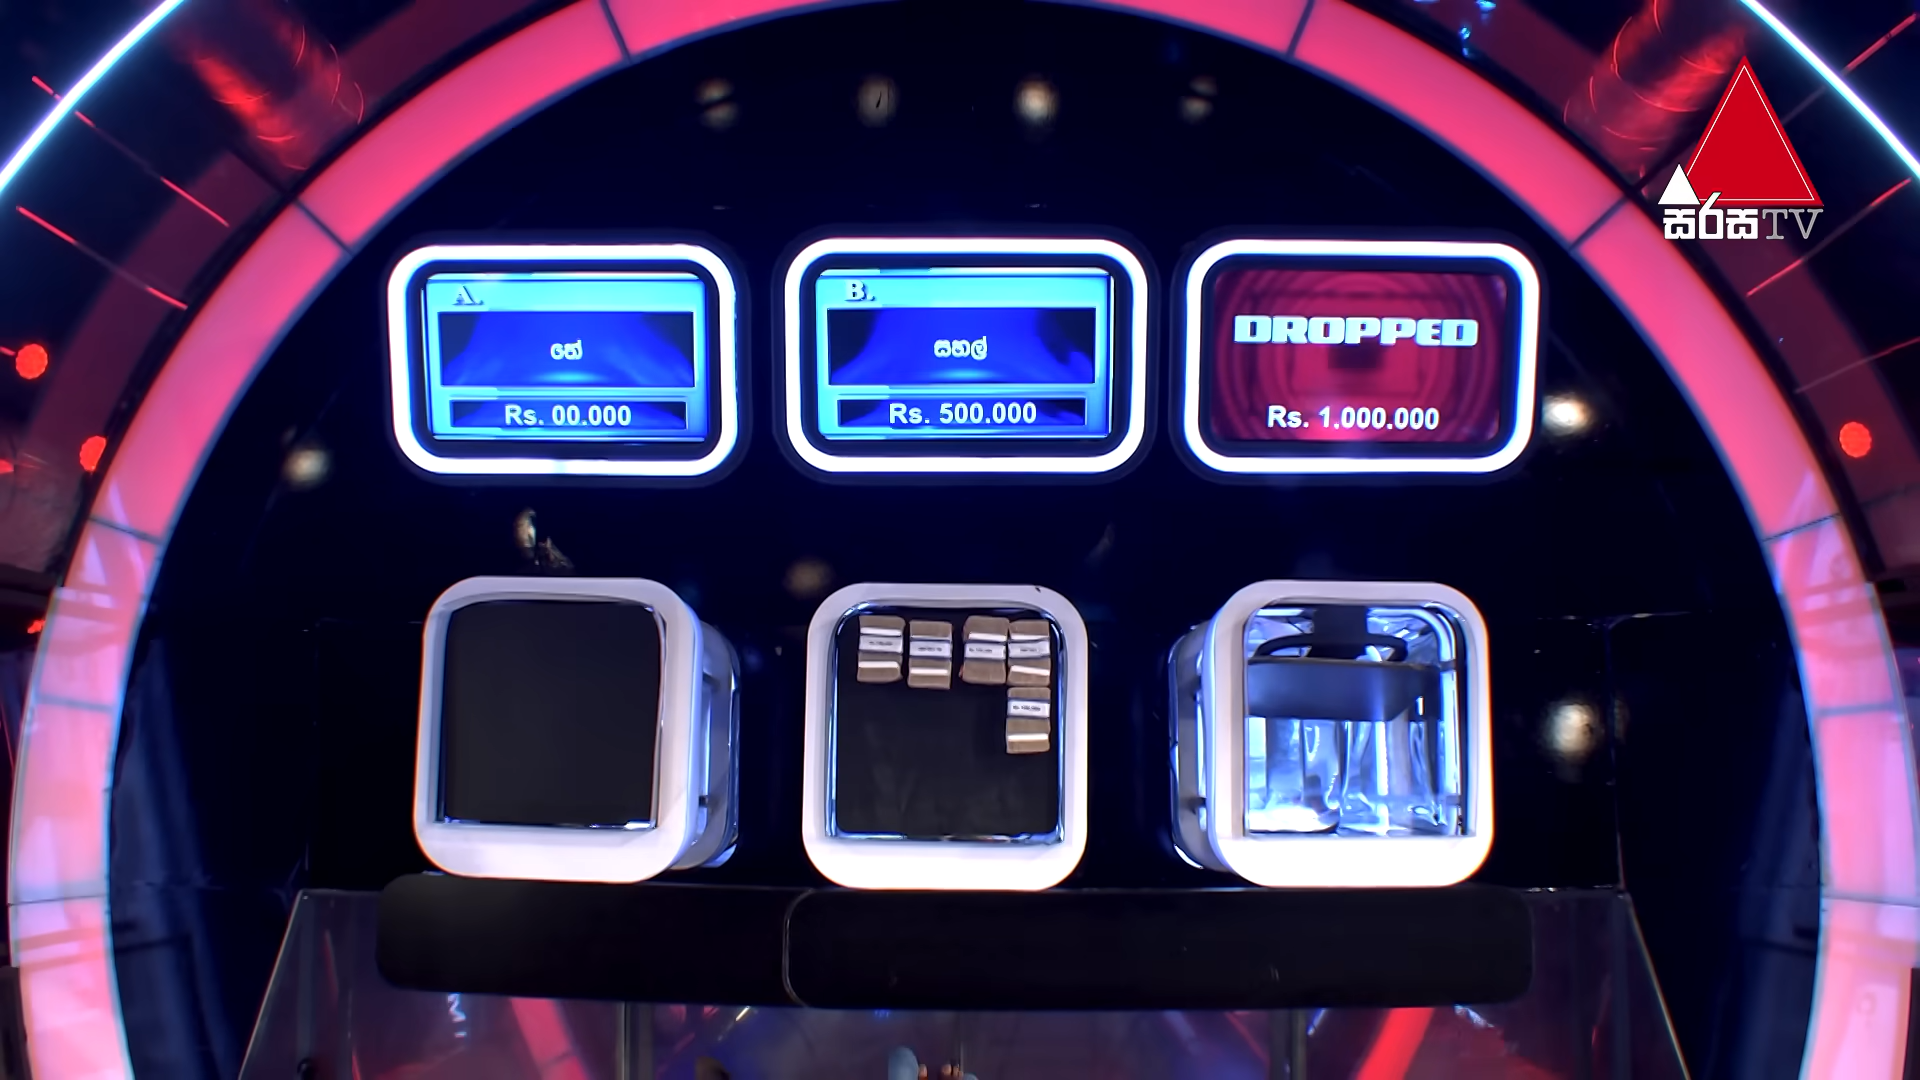 සිරස TV
A.
තේ
Rs. 00.000
B.
සහල්
Rs. 500.000
DROPPED
Rs. 1,000.000